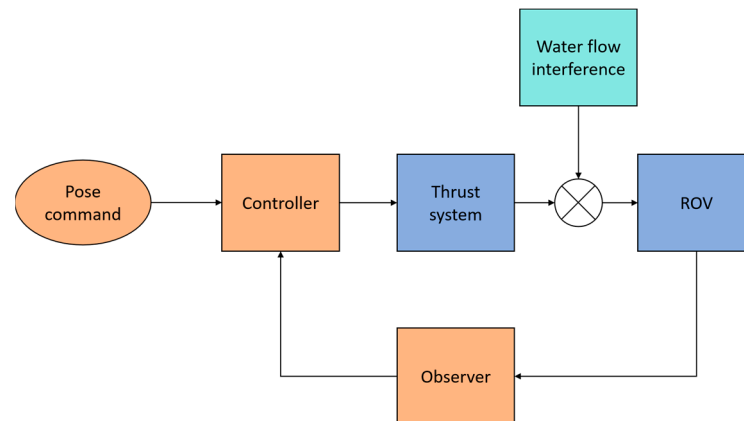 Water flow
interference
Pose
command
Controller
Thrust
system
ROV
Observer